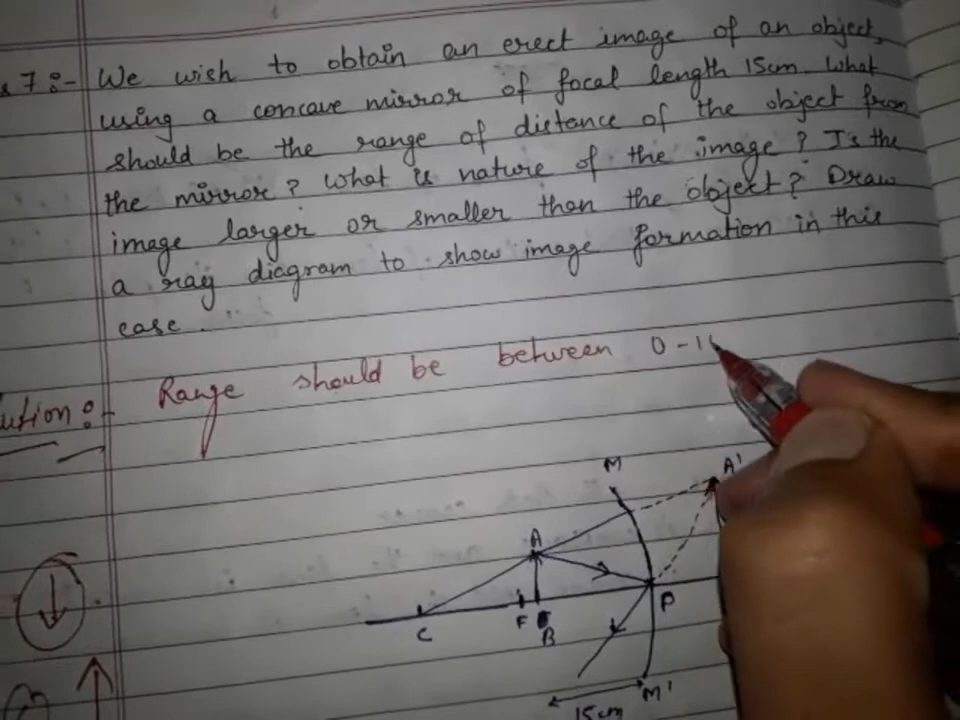 7:- We wish to obtain an erect image of an object,
using a concave mirror of focal length 15cm. What
should be the range of distance of the object from
the mirror? What is nature of the image? Is the
image larger or smaller than the object? Draw
a ray diagram to show image formation in this
case.
ution:- Range should be between 0-1
M
A'
A
C
F
B
P
M'
15cm